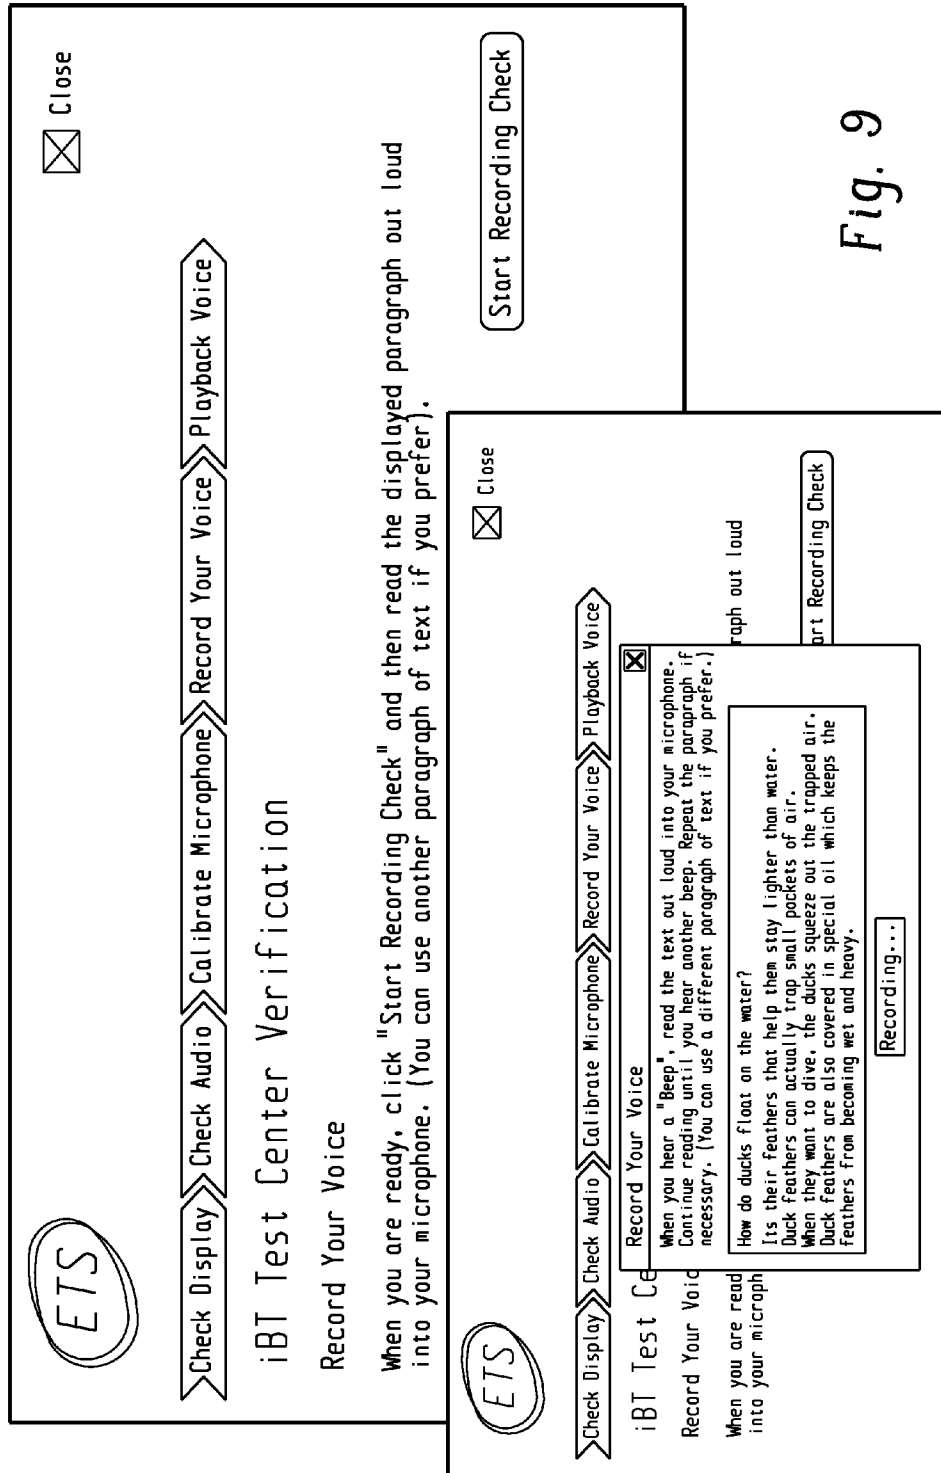 ETS
Close
Check Display Check Audio Calibrate Microphone Record Your Voice Playback Voice
iBT Test Center Verification
Record Your Voice
When you are ready, click "Start Recording Check" and then read the displayed paragraph out loud
into your microphone. (You can use another paragraph of text if you prefer).
Start Recording Check
ETS
Close
Check Display Check Audio Calibrate Microphone Record Your Voice Playback Voice
iBT Test Ce
Record Your Voic
When you are read
raph out loud
into your microph
art Recording Check
Record Your Voice
When you hear a "Beep", read the text out loud into your microphone.
Continue reading until you hear another beep. Repeat the parapraph if
necessary. (You can use a different paragraph of text if you prefer.)
How do ducks float on the water?
Its their feathers that help them stay lighter than water.
Duck feathers can actually trap small pockets of air.
When they want to dive, the ducks squeeze out the trapped air.
Duck feathers are also covered in special oil which keeps the
feathers from becoming wet and heavy.
Recording...
Fig. 9